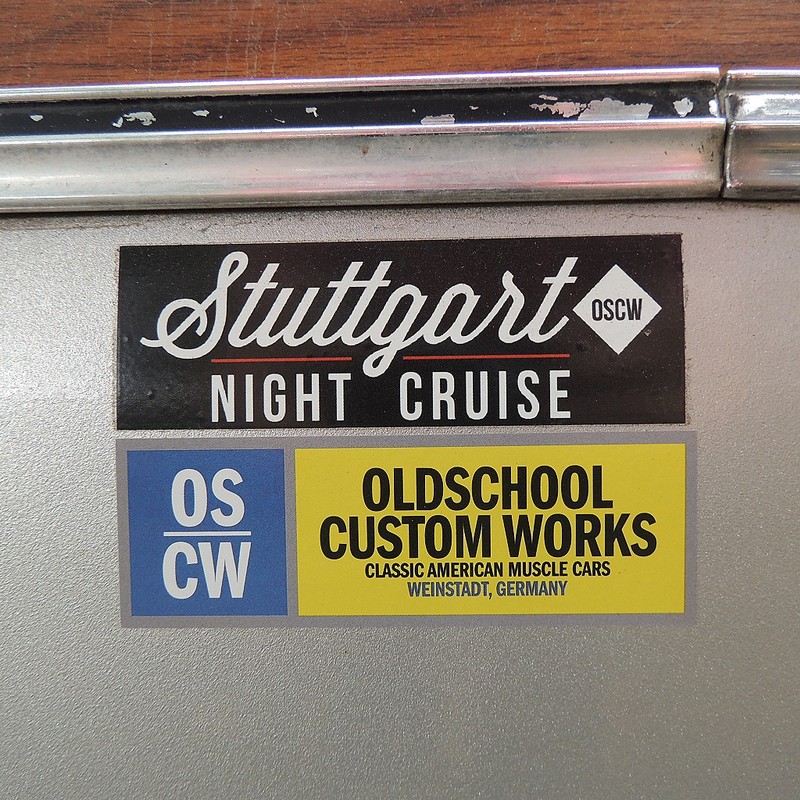 Stuttgart
OSCW
NIGHT CRUISE
OS
CW
OLDSCHOOL
CUSTOM WORKS
CLASSIC AMERICAN MUSCLE CARS
WEINSTADT, GERMANY